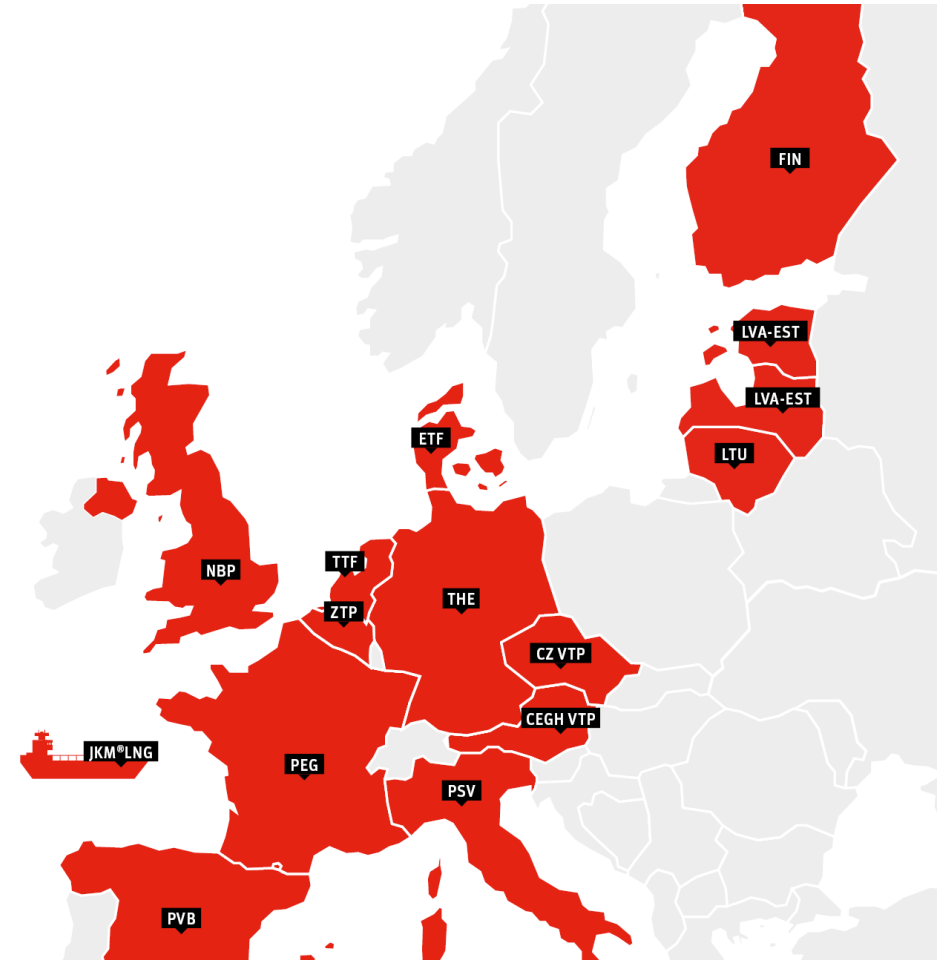 FIN
LVA-EST
LVA-EST
ETF
LTU
TTF
NBP
THE
ZTP
CZ VTP
CEGH VTP
JKM®LNG
PEG
PSV
PVB